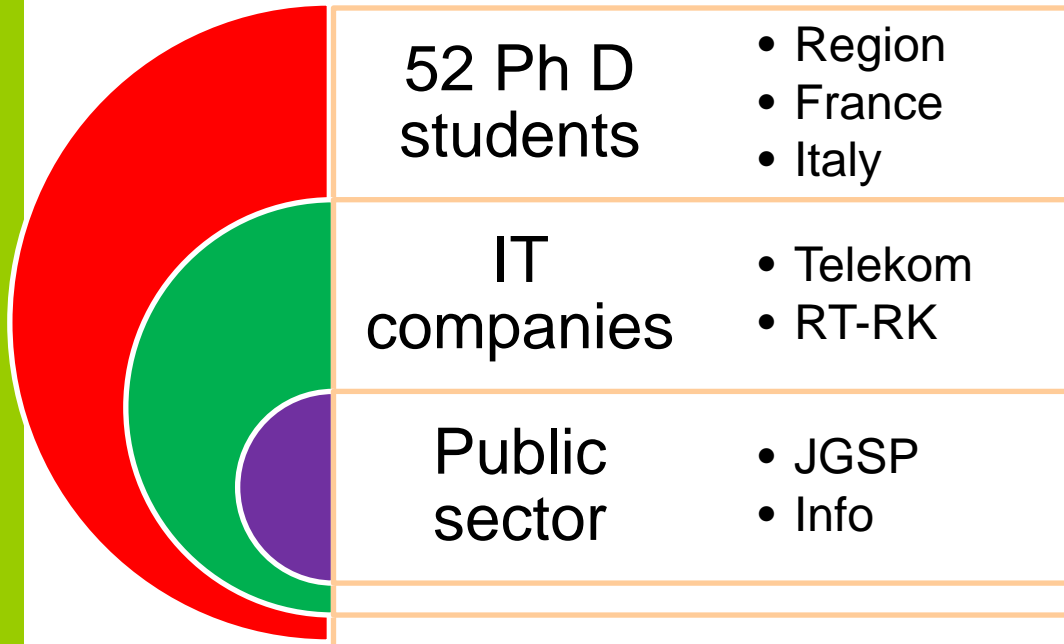 52 Ph D
students
• Region
• France
• Italy
IT
companies
• Telekom
• RT-RK
Public
sector
• JGSP
• Info